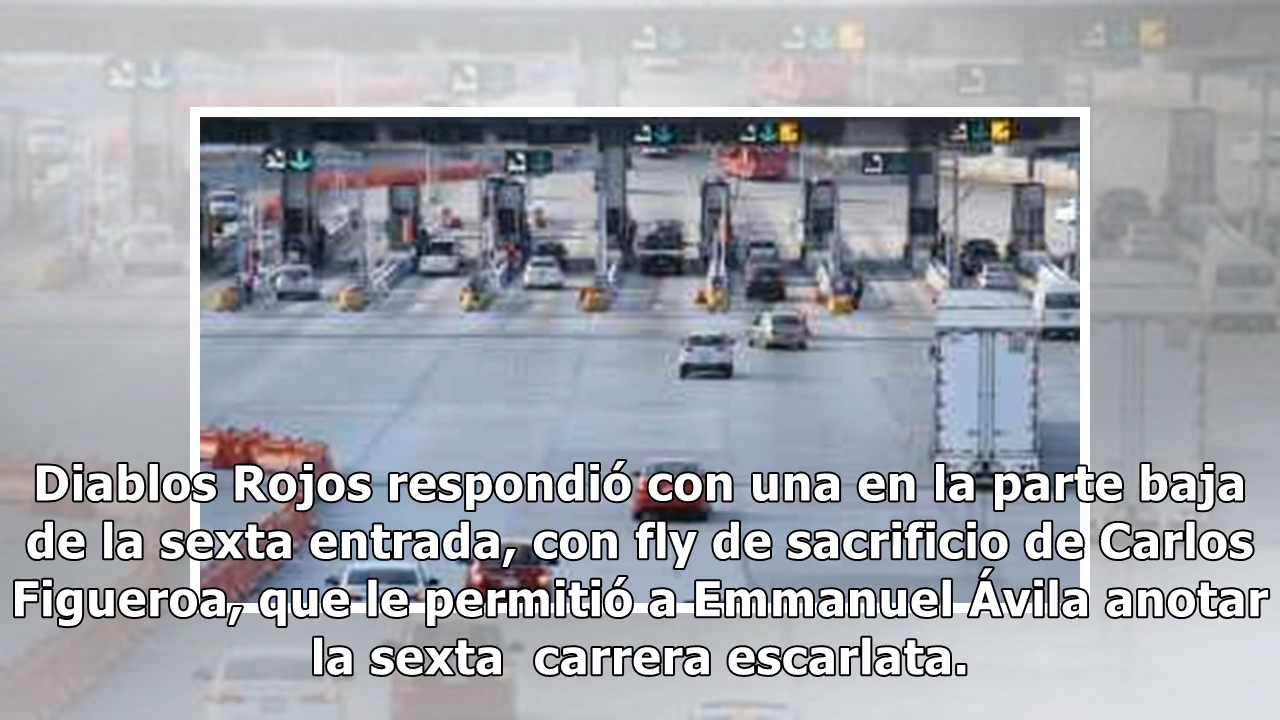 Diablos Rojos respondió con una en la parte baja
de la sexta entrada, con fly de sacrificio de Carlos
Figueroa, que le permitió a Emmanuel Ávila anotar
la sexta  carrera escarlata.